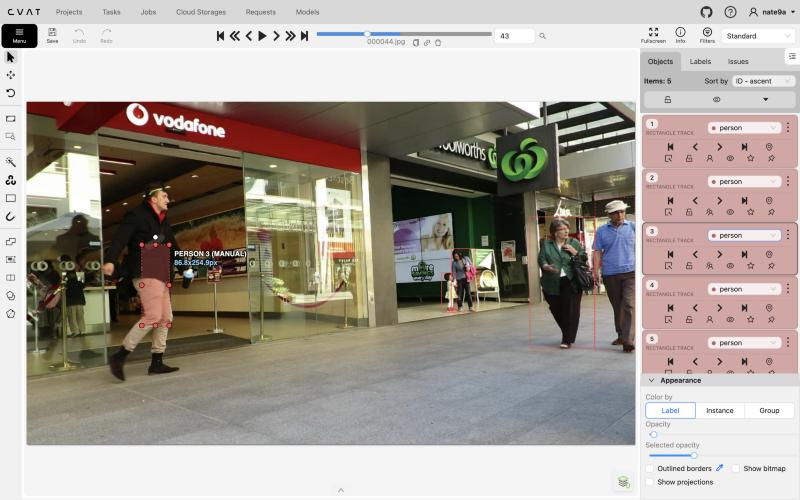 CVAT
Projects
Tasks
Jobs
Cloud Storages
Requests
Models
nate9a
Menu
Save
Undo
Redo
000044.jpg
43
Fullscreen
Info
Filters
Standard
Objects
Labels
Issues
Items: 5
Sort by
ID - ascent
vodafone
woolworths
PERSON 3 (MANUAL)
86.8x254.9px
more
1
person
RECTANGLE TRACK
2
person
RECTANGLE TRACK
3
person
RECTANGLE TRACK
4
person
RECTANGLE TRACK
5
person
RECTANGLE TRACK
Appearance
Color by
Label
Instance
Group
Opacity
Selected opacity
Outlined borders
Show bitmap
Show projections